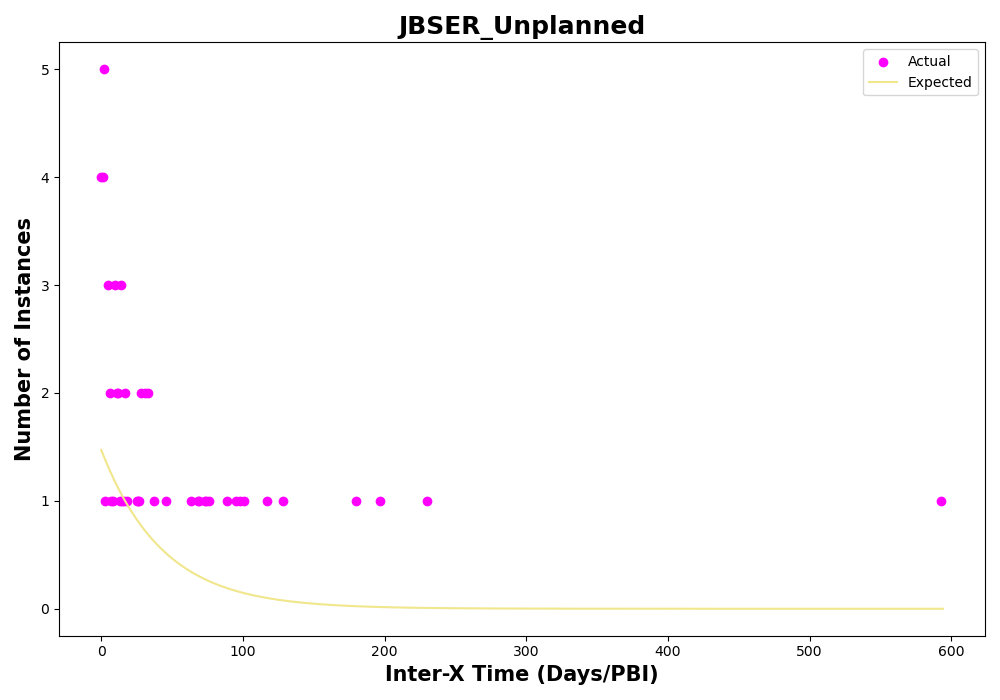 JBSER_Unplanned
Actual
Expected
Number of Instances
5
4
3
2
1
0
0 100 200 300 400 500 600
Inter-X Time (Days/PBI)